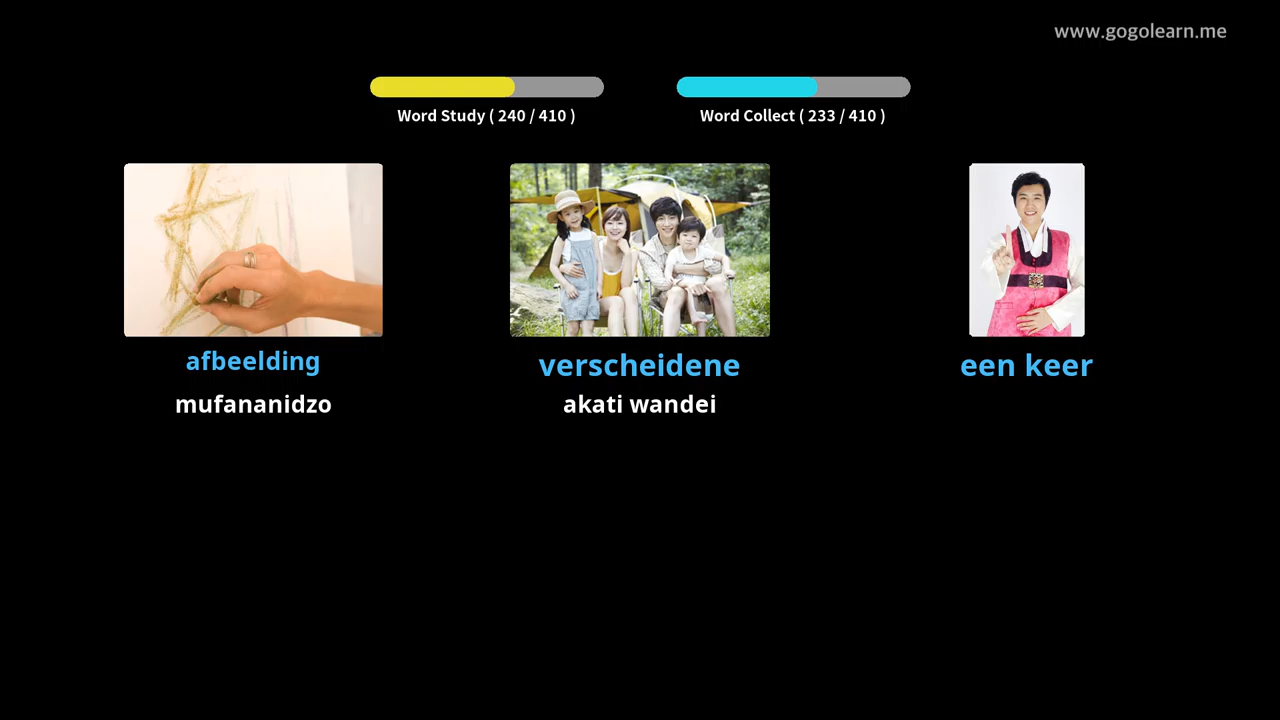 www.gogolearn.me
Word Study ( 240 / 410 )
Word Collect ( 233 / 410 )
afbeelding
verscheidene
een keer
mufananidzo
akati wandei